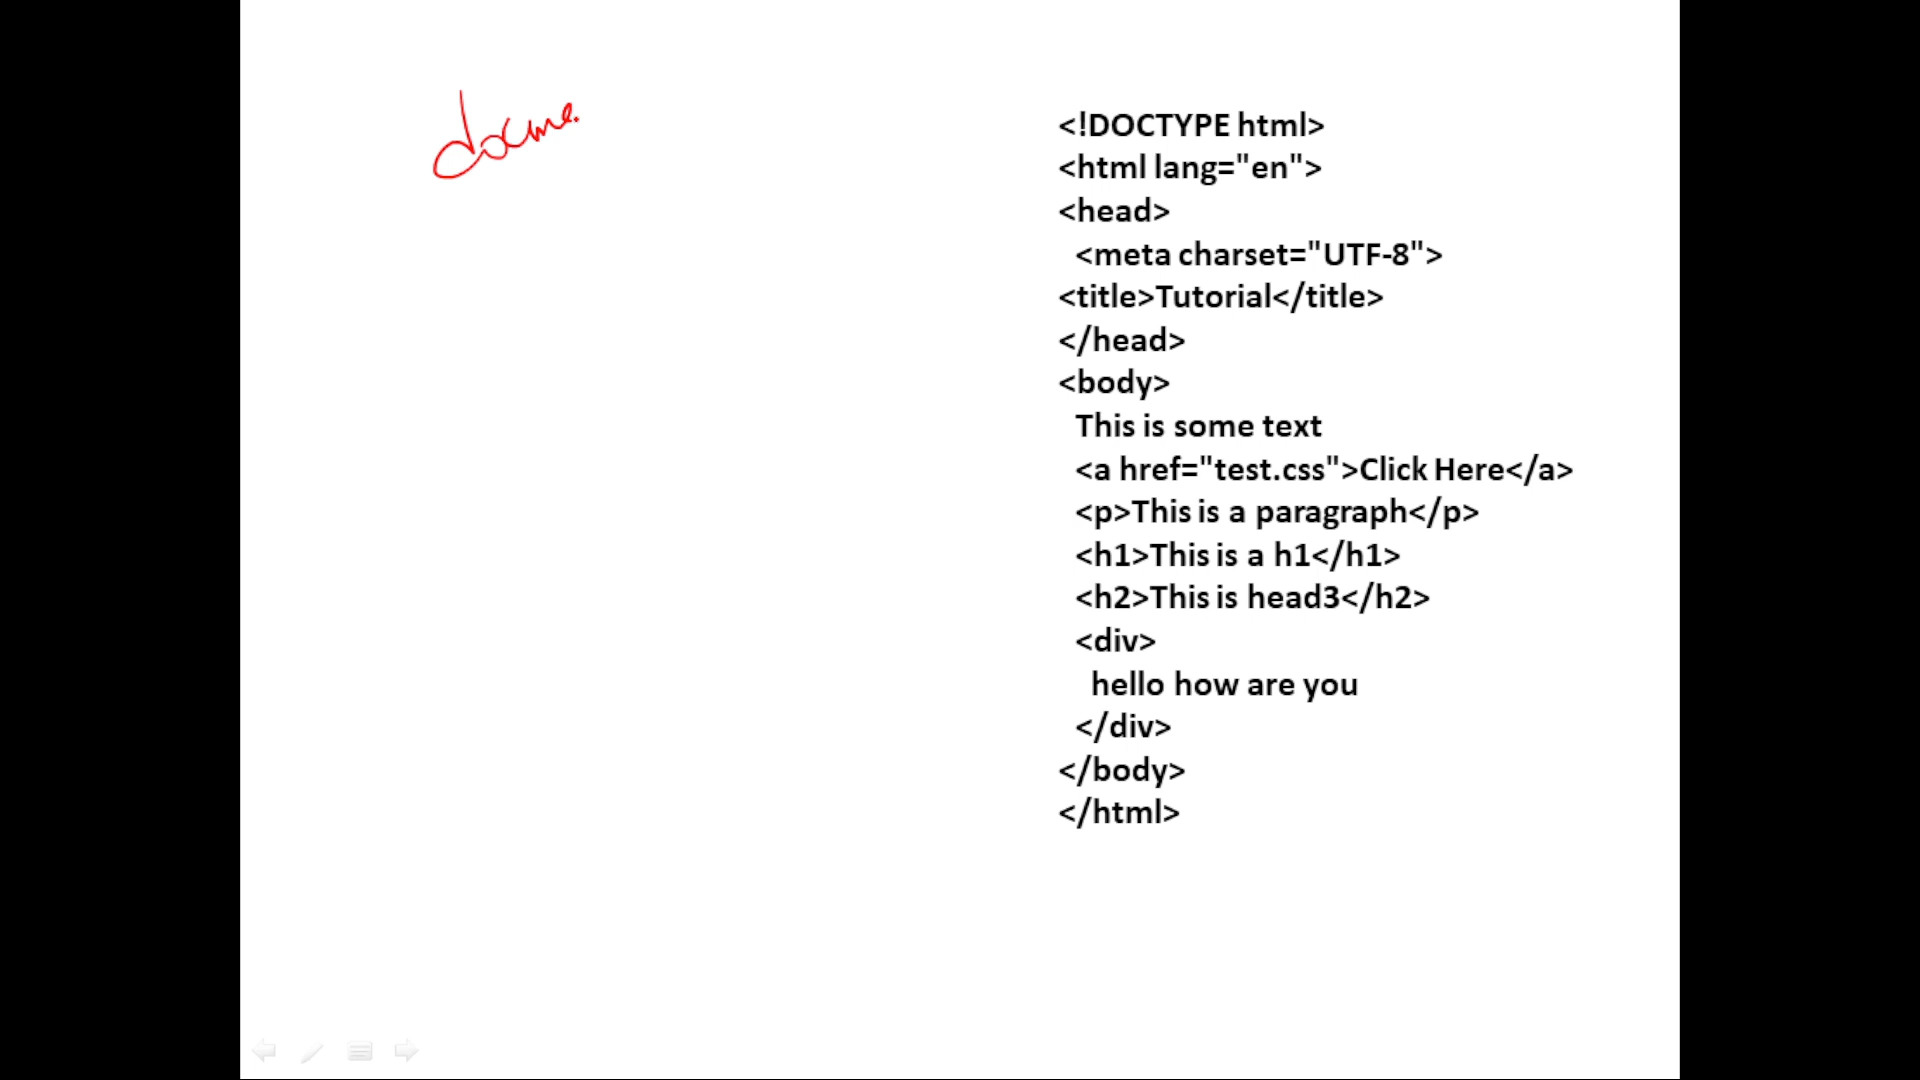 docume
<!DOCTYPE html>
<html lang="en">
<head>
<meta charset="UTF-8">
<title>Tutorial</title>
</head>
<body>
This is some text
<a href="test.css">Click Here</a>
<p>This is a paragraph</p>
<h1>This is a h1</h1>
<h2>This is head3</h2>
<div>
hello how are you
</div>
</body>
</html>